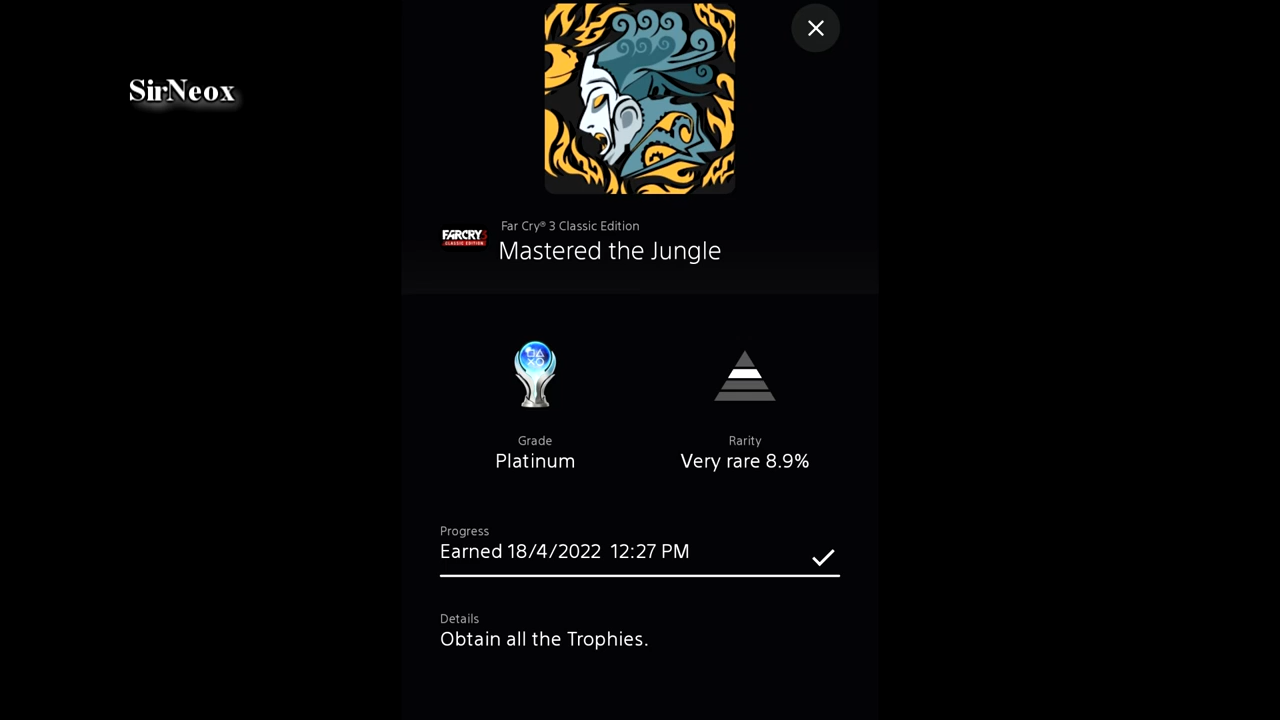 SirNeox
Far Cry® 3 Classic Edition
FARCRY 3
CLASSIC EDITION
Mastered the Jungle
Grade
Platinum
Rarity
Very rare 8.9%
Progress
Earned 18/4/2022 12:27 PM
Details
Obtain all the Trophies.